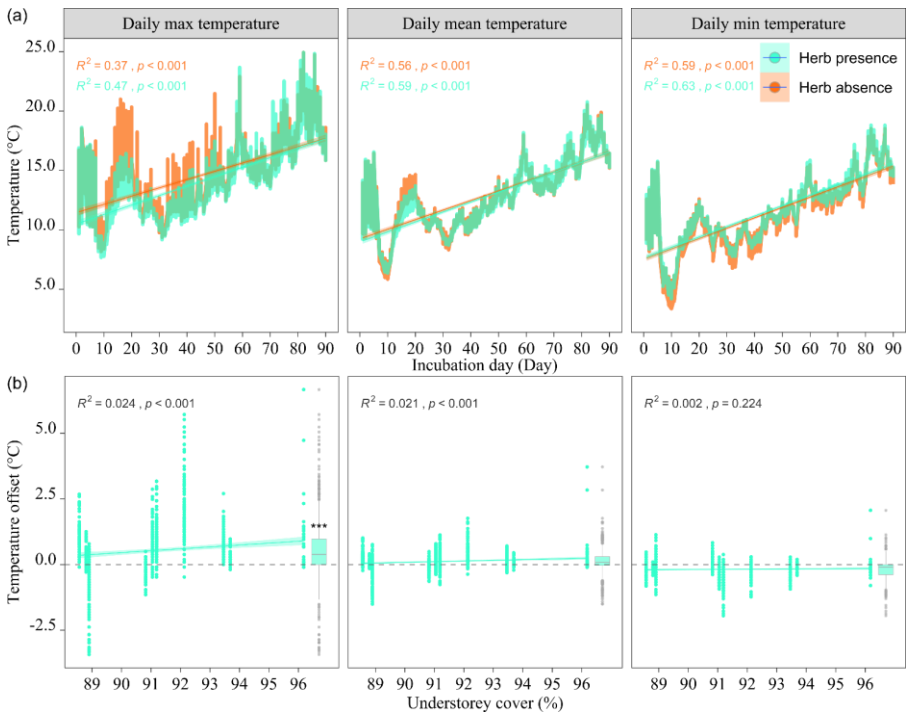 (a)
Daily max temperature
Daily mean temperature
Daily min temperature
Temperature (°C)
25.0
20.0
15.0
10.0
5.0
R² = 0.37 , p < 0.001
R² = 0.47 , p < 0.001
R² = 0.56 , p < 0.001
R² = 0.59 , p < 0.001
R² = 0.59 , p < 0.001
R² = 0.63 , p < 0.001
Herb presence
Herb absence
0 10 20 30 40 50 60 70 80 90
0 10 20 30 40 50 60 70 80 90
0 10 20 30 40 50 60 70 80 90
Incubation day (Day)
(b)
Temperature offset (°C)
5.0
2.5
0.0
-2.5
R² = 0.024 , p < 0.001
R² = 0.021 , p < 0.001
R² = 0.002 , p = 0.224
***
89 90 91 92 93 94 95 96
89 90 91 92 93 94 95 96
89 90 91 92 93 94 95 96
Understorey cover (%)